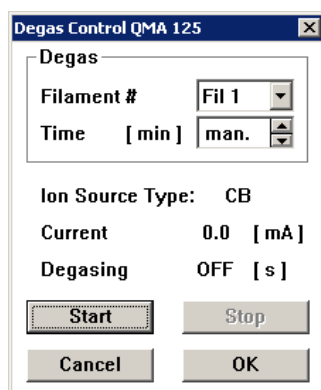 Degas Control QMA 125
Degas
Filament # Fil 1
Time [ min ] man.
Ion Source Type: CB
Current 0.0 [ mA ]
Degasing OFF [ s ]
Start Stop
Cancel OK